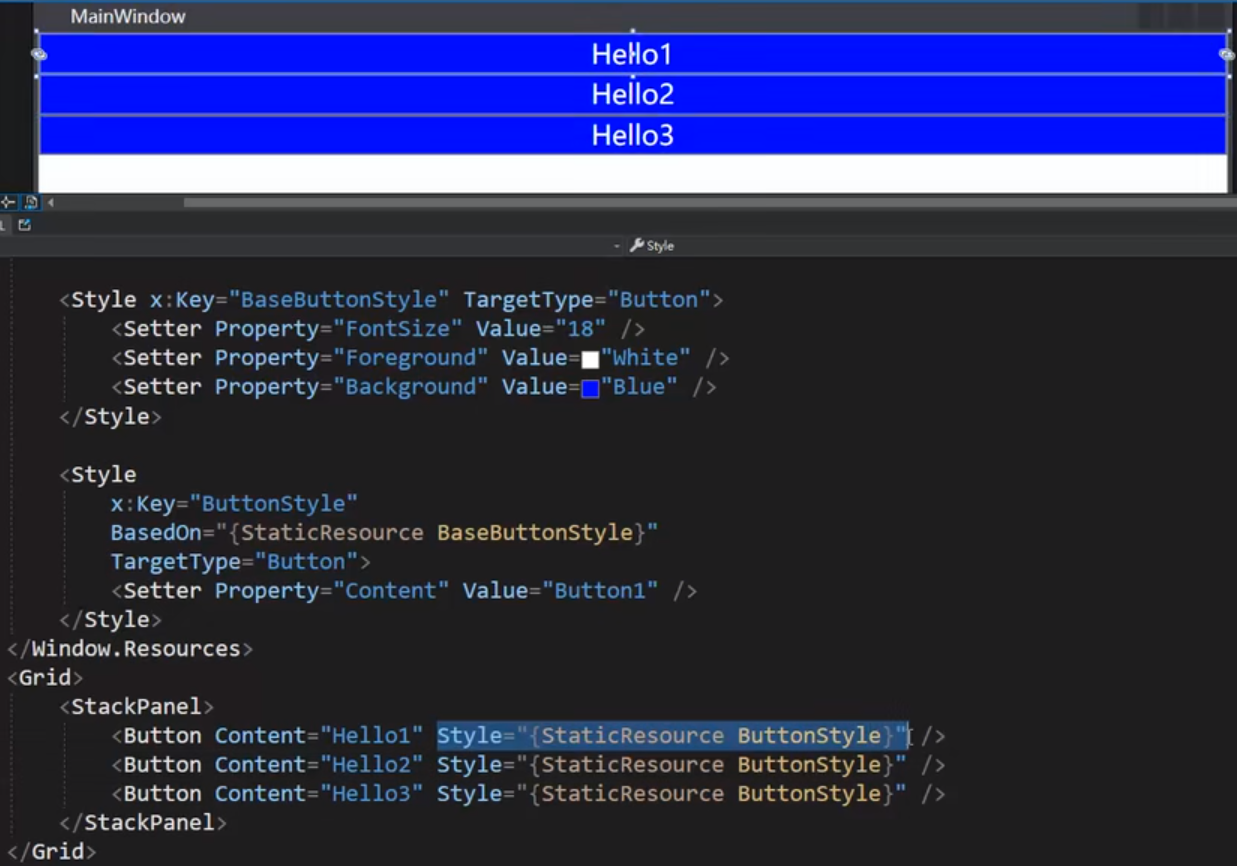 MainWindow
Hello1
Hello2
Hello3
Style
<Style x:Key="BaseButtonStyle" TargetType="Button">
<Setter Property="FontSize" Value="18" />
<Setter Property="Foreground" Value="White" />
<Setter Property="Background" Value="Blue" />
</Style>
<Style
x:Key="ButtonStyle"
BasedOn="{StaticResource BaseButtonStyle}"
TargetType="Button">
<Setter Property="Content" Value="Button1" />
</Style>
</Window.Resources>
<Grid>
<StackPanel>
<Button Content="Hello1" Style="{StaticResource ButtonStyle}" />
<Button Content="Hello2" Style="{StaticResource ButtonStyle}" />
<Button Content="Hello3" Style="{StaticResource ButtonStyle}" />
</StackPanel>
</Grid>